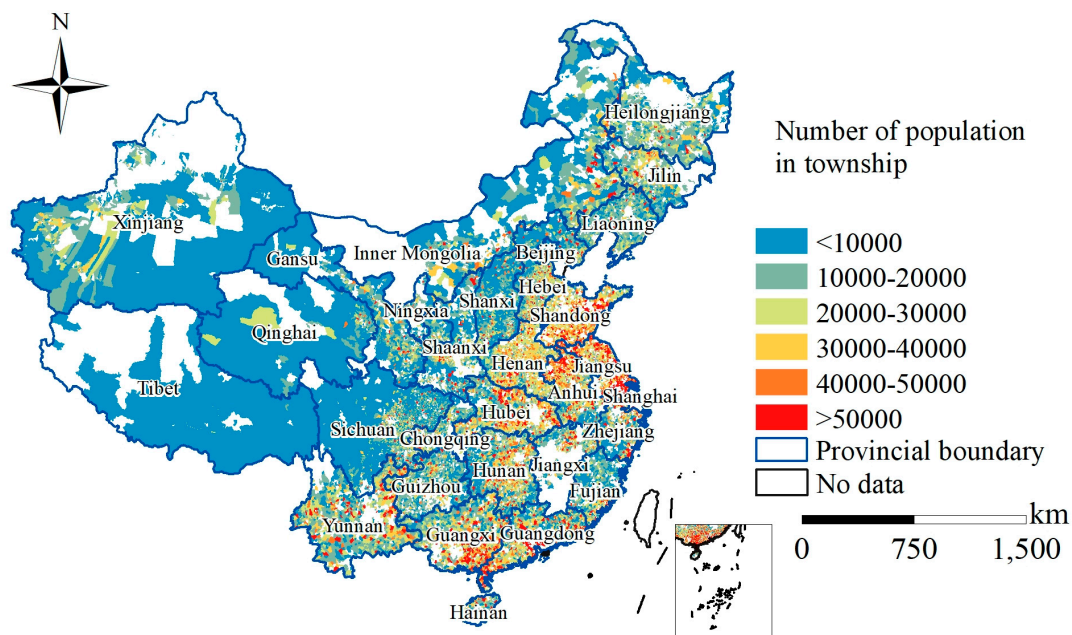 N
Heilongjiang
Jilin
Liaoning
Xinjiang
Gansu
Inner Mongolia
Beijing
Hebei
Shanxi
Ningxia
Shandong
Qinghai
Shaanxi
Henan
Jiangsu
Tibet
Anhui
Shanghai
Hubei
Sichuan
Chongqing
Zhejiang
Hunan
Jiangxi
Guizhou
Fujian
Yunnan
Guangxi
Guangdong
Hainan
Number of population
in township
<10000
10000-20000
20000-30000
30000-40000
40000-50000
>50000
Provincial boundary
No data
km
0 750 1,500